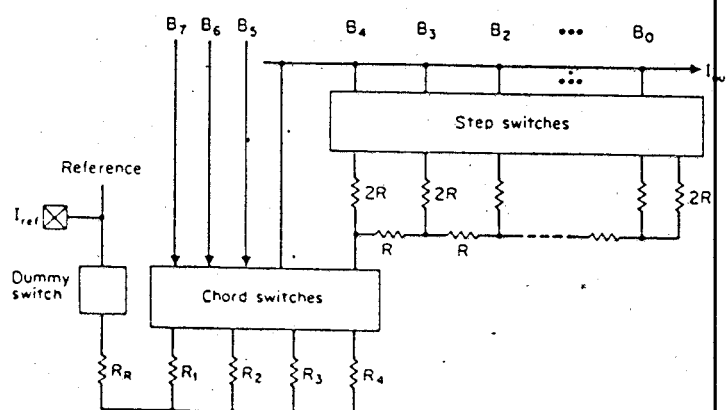 B7 B6 B5 B4 B3 B2 ••• B0
Step switches
Reference
2R 2R 2R
Iref
R R
Dummy switch
Chord switches
RR R1 R2 R3 R4